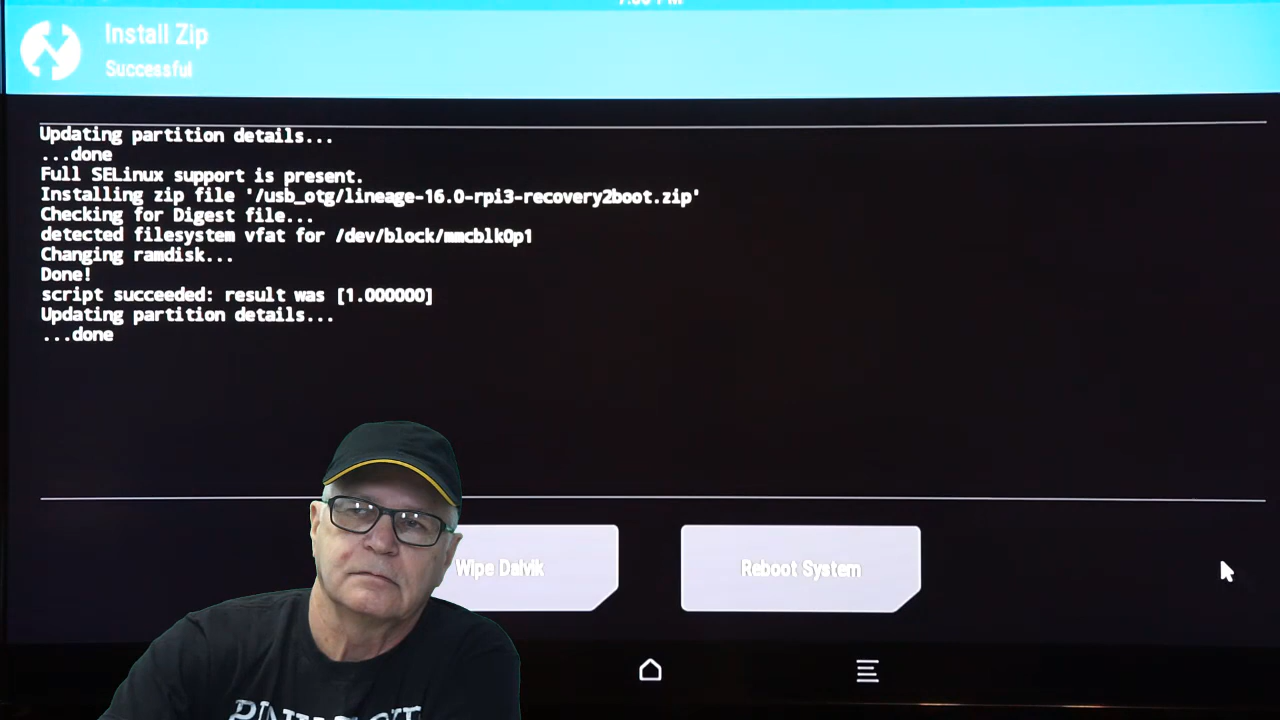 Install Zip
Successful
Updating partition details...
...done
Full SELinux support is present.
Installing zip file '/usb_otg/lineage-16.0-rpi3-recovery2boot.zip'
Checking for Digest file...
detected filesystem vfat for /dev/block/mmcblk0p1
Changing ramdisk...
Done!
script succeeded: result was [1.000000]
Updating partition details...
...done
Wipe Dalvik
Reboot System